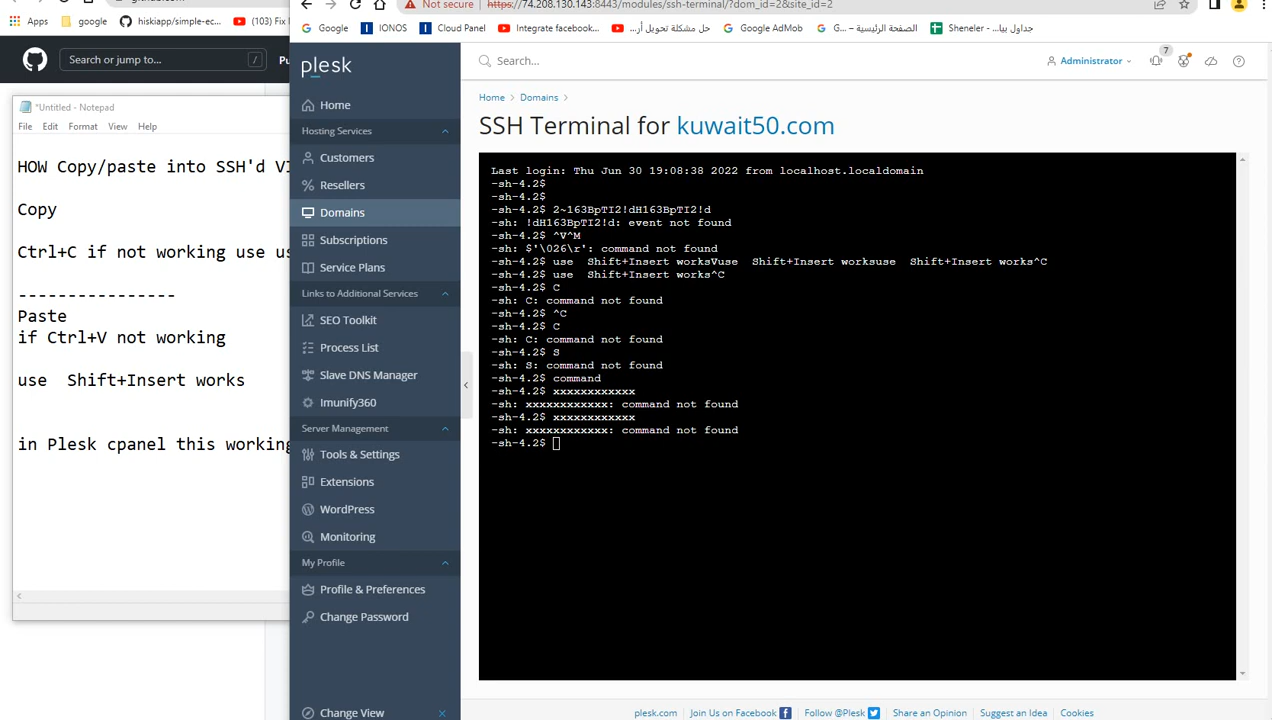 hiskiapp/simple-ec...
(103) Fix
Apps
google
Search or jump to...
/
Pu
*Untitled - Notepad
File Edit Format View Help
HOW Copy/paste into SSH'd VI
Copy
Ctrl+C if not working use us
---------------
Paste
if Ctrl+V not working
use  Shift+Insert works
in Plesk cpanel this working
Not secure
https://74.208.130.143:8443/modules/ssh-terminal/?dom_id=2&site_id=2
Google
IONOS
Cloud Panel
Integrate facebook...
حل مشكلة تحويل أر...
Google AdMob
الصفحة الرئيسية – G...
Sheneler جداول بيا...
plesk
Home
Hosting Services
Customers
Resellers
Domains
Subscriptions
Service Plans
Links to Additional Services
SEO Toolkit
Process List
Slave DNS Manager
Imunify360
Server Management
Tools & Settings
Extensions
WordPress
Monitoring
My Profile
Profile & Preferences
Change Password
Change View
Search...
Administrator
7
Home > Domains >
SSH Terminal for kuwait50.com
Last login: Thu Jun 30 19:08:38 2022 from localhost.localdomain
-sh-4.2$
-sh-4.2$
-sh-4.2$ 2~163BpTI2!dH163BpTI2!d
-sh: !dH163BpTI2!d: event not found
-sh-4.2$ ^V^M
-sh: $'\026\r': command not found
-sh-4.2$ use  Shift+Insert worksVuse  Shift+Insert worksuse  Shift+Insert works^C
-sh-4.2$ use  Shift+Insert works^C
-sh-4.2$ C
-sh: C: command not found
-sh-4.2$ ^C
-sh-4.2$ C
-sh: C: command not found
-sh-4.2$ S
-sh: S: command not found
-sh-4.2$ command
-sh-4.2$ xxxxxxxxxxxx
-sh: xxxxxxxxxxxx: command not found
-sh-4.2$ xxxxxxxxxxxx
-sh: xxxxxxxxxxxx: command not found
-sh-4.2$
plesk.com
Join Us on Facebook
Follow @Plesk
Share an Opinion
Suggest an Idea
Cookies